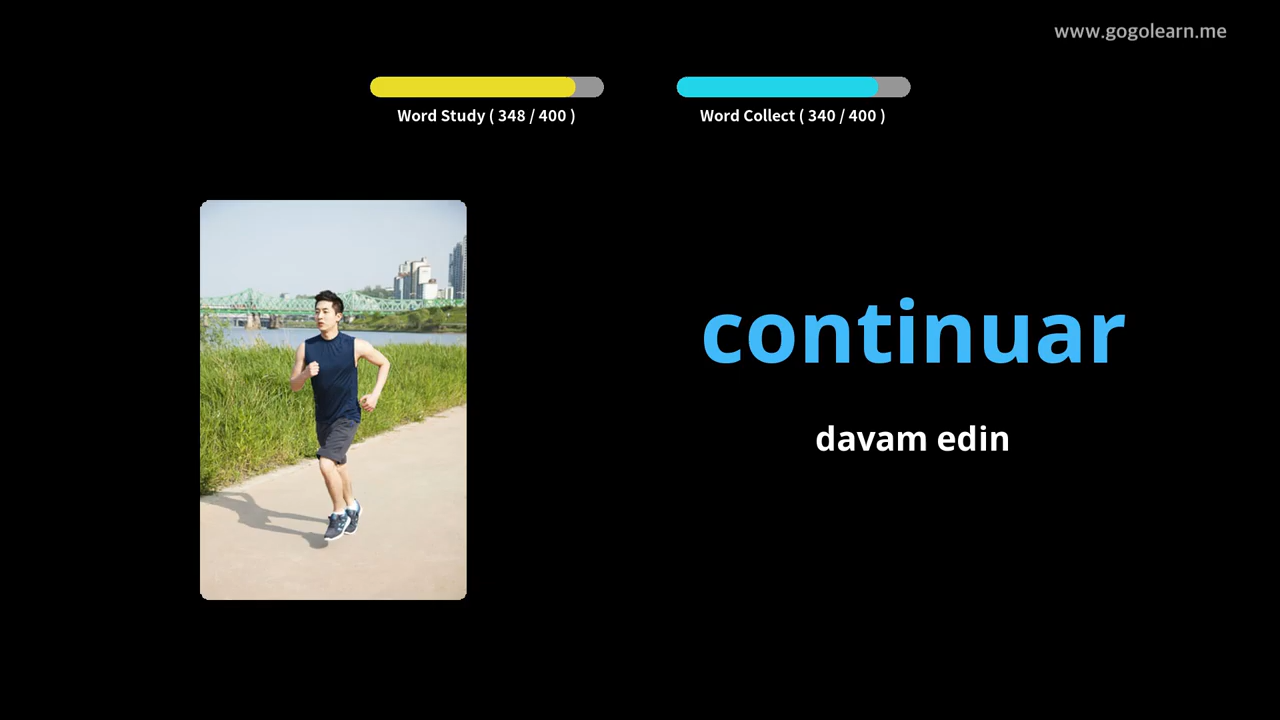 www.gogolearn.me
Word Study ( 348 / 400 )
Word Collect ( 340 / 400 )
continuar
davam edin